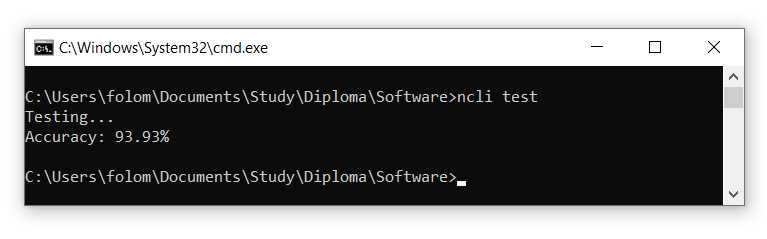 C:\Windows\System32\cmd.exe
C:\Users\folom\Documents\Study\Diploma\Software>ncli test
Testing...
Accuracy: 93.93%
C:\Users\folom\Documents\Study\Diploma\Software>